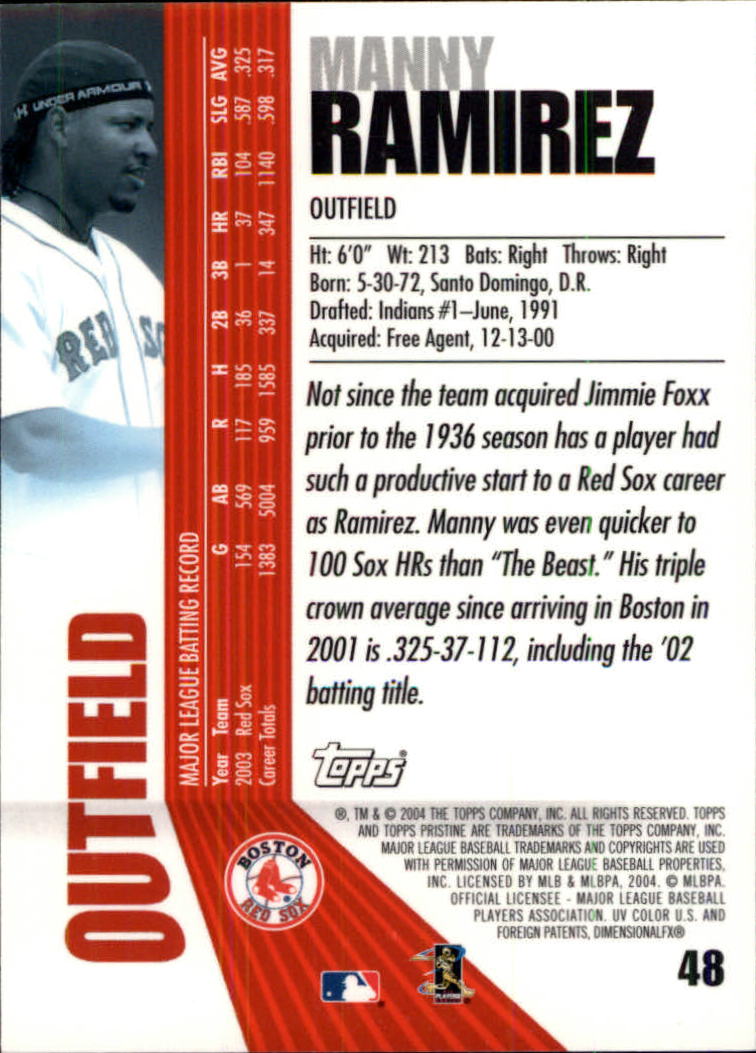 UNDER ARMOUR
RED SO
OUTFIELD
MAJOR LEAGUE BATTING RECORD
Year Team G AB R H 2B 3B HR RBI SLG AVG
2003 Red Sox 154 569 117 185 36 1 37 104 .587 .325
Career Totals 1383 5004 959 1585 337 14 347 1140 .598 .317
MANNY
RAMIREZ
OUTFIELD
Ht: 6'0" Wt: 213 Bats: Right Throws: Right
Born: 5-30-72, Santo Domingo, D.R.
Drafted: Indians #1–June, 1991
Acquired: Free Agent, 12-13-00
Not since the team acquired Jimmie Foxx
prior to the 1936 season has a player had
such a productive start to a Red Sox career
as Ramirez. Manny was even quicker to
100 Sox HRs than "The Beast." His triple
crown average since arriving in Boston in
2001 is .325-37-112, including the '02
batting title.
Topps®
®, TM & © 2004 THE TOPPS COMPANY, INC. ALL RIGHTS RESERVED. TOPPS
AND TOPPS PRISTINE ARE TRADEMARKS OF THE TOPPS COMPANY, INC.
MAJOR LEAGUE BASEBALL TRADEMARKS AND COPYRIGHTS ARE USED
WITH PERMISSION OF MAJOR LEAGUE BASEBALL PROPERTIES,
INC. LICENSED BY MLB & MLBPA, 2004. © MLBPA.
OFFICIAL LICENSEE - MAJOR LEAGUE BASEBALL
PLAYERS ASSOCIATION. UV COLOR U.S. AND
FOREIGN PATENTS, DIMENSIONALFX®
BOSTON
RED SOX
PLAYERS
48